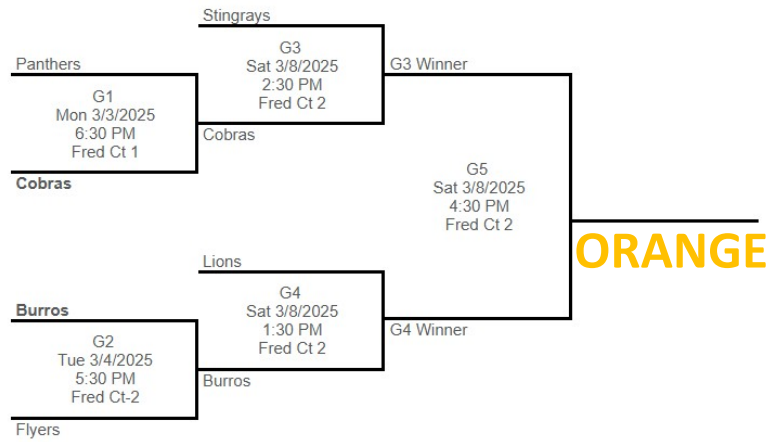 Stingrays
G3
Sat 3/8/2025
2:30 PM
Fred Ct 2
Panthers
G3 Winner
G1
Mon 3/3/2025
6:30 PM
Fred Ct 1
Cobras
Cobras
G5
Sat 3/8/2025
4:30 PM
Fred Ct 2
ORANGE
Lions
G4
Sat 3/8/2025
1:30 PM
Fred Ct 2
Burros
G4 Winner
G2
Tue 3/4/2025
5:30 PM
Fred Ct-2
Burros
Flyers